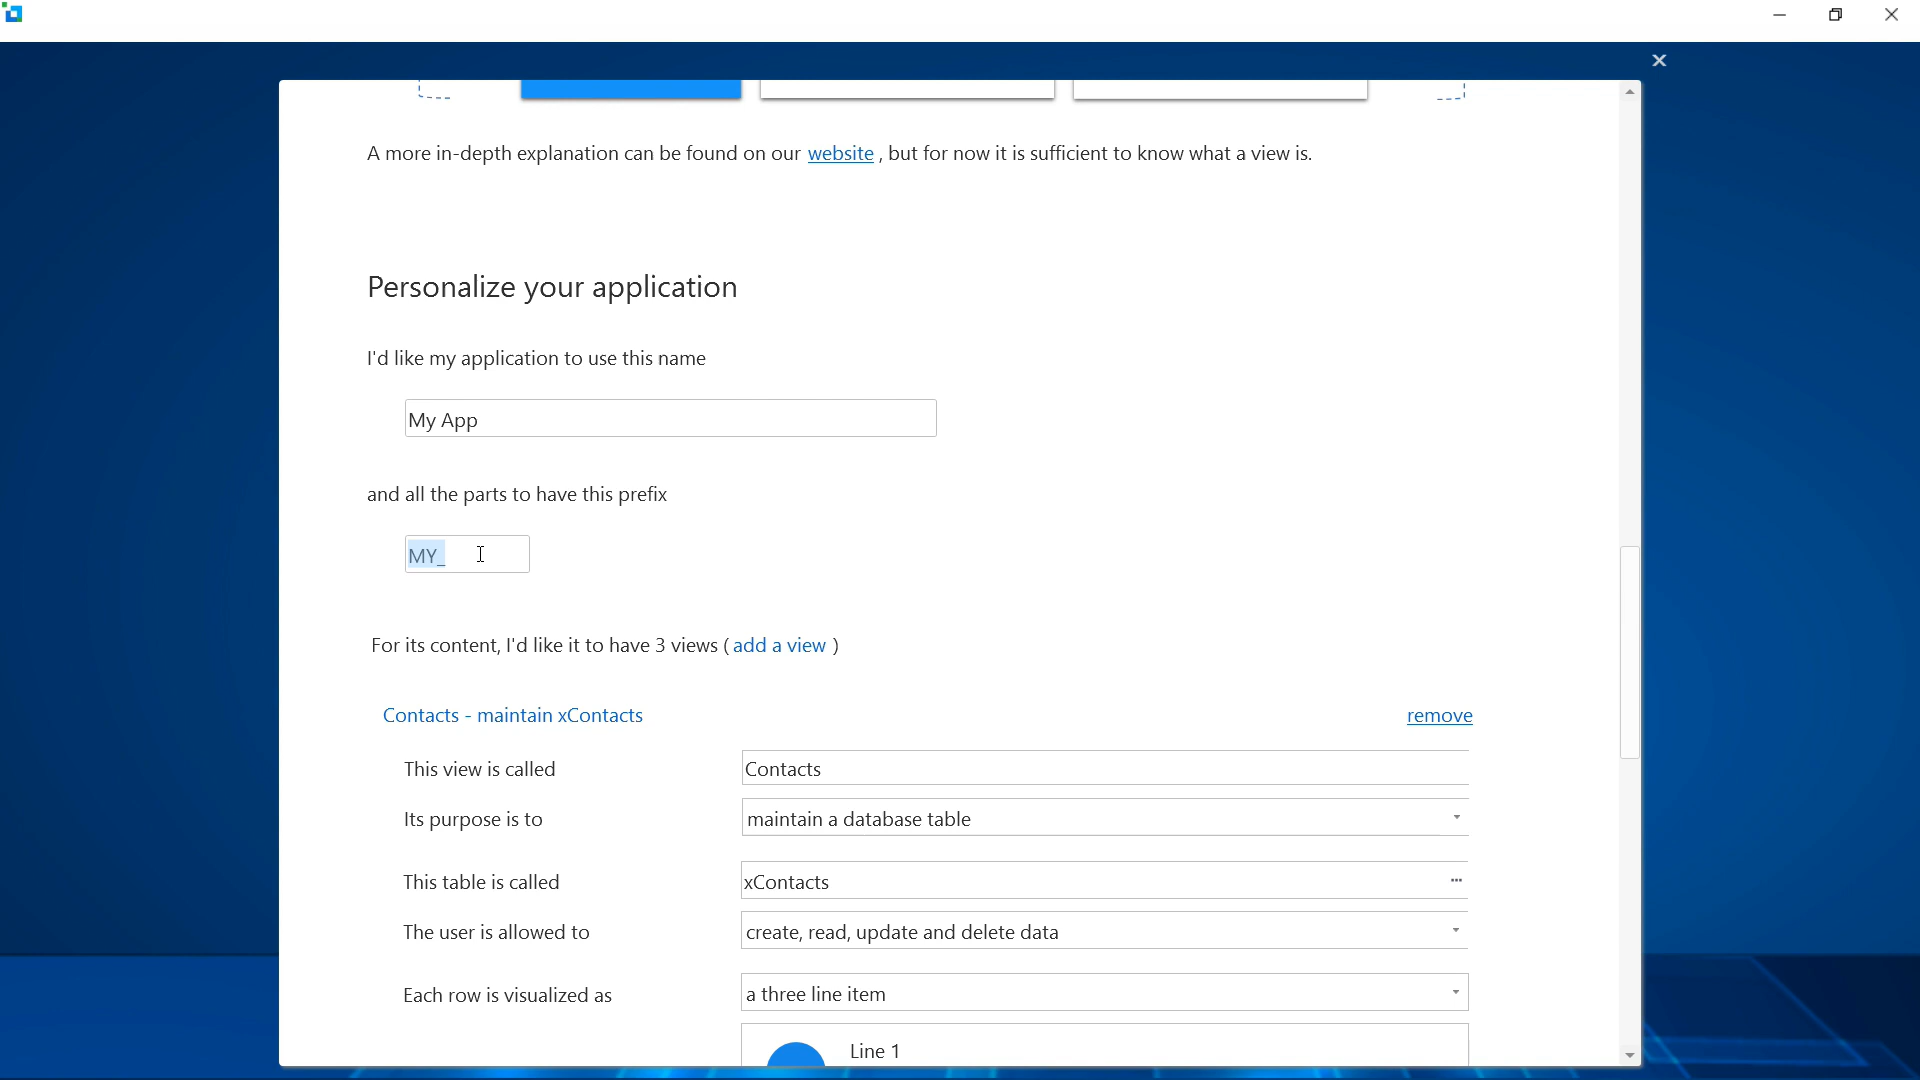 A more in-depth explanation can be found on our website , but for now it is sufficient to know what a view is.
Personalize your application
I'd like my application to use this name
My App
and all the parts to have this prefix
MY_
For its content, I'd like it to have 3 views ( add a view )
Contacts - maintain xContacts remove
This view is called Contacts
Its purpose is to maintain a database table
This table is called xContacts
The user is allowed to create, read, update and delete data
Each row is visualized as a three line item
Line 1